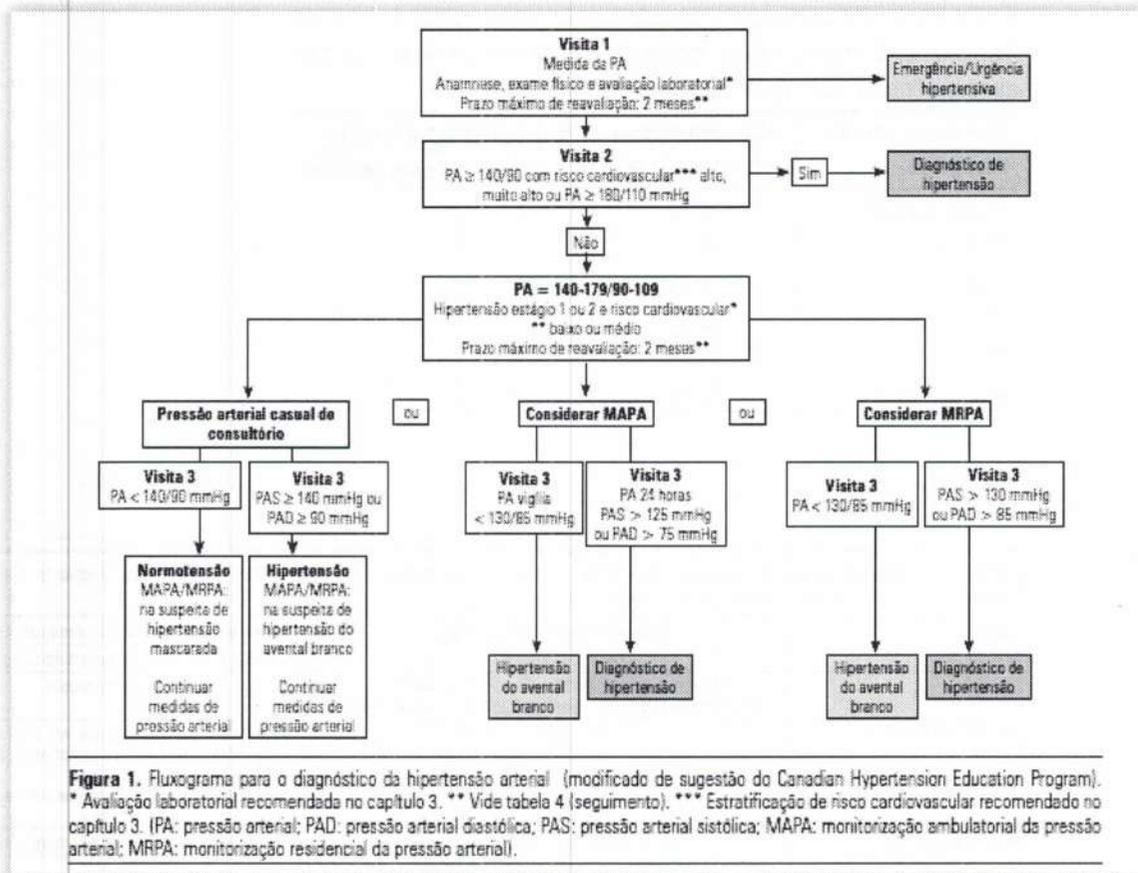 Visita 1
Medida da PA
Anamnese, exame físico e avaliação laboratorial*
Prazo máximo de reavaliação: 2 meses**
Emergência/Urgência
hipertensiva
Visita 2
PA ≥ 140/90 com risco cardiovascular*** alto,
muito alto ou PA ≥ 180/110 mmHg
Sim
Diagnóstico de
hipertensão
Não
PA = 140-179/90-109
Hipertensão estágio 1 ou 2 e risco cardiovascular*
** baixo ou médio
Prazo máximo de reavaliação: 2 meses**
Pressão arterial casual de
consultório
ou
Considerar MAPA
ou
Considerar MRPA
Visita 3
PA < 140/90 mmHg
Visita 3
PAS ≥ 140 mmHg ou
PAD ≥ 90 mmHg
Visita 3
PA vigília
< 130/85 mmHg
Visita 3
PA 24 horas
PAS > 125 mmHg
ou PAD > 75 mmHg
Visita 3
PA < 130/85 mmHg
Visita 3
PAS > 130 mmHg
ou PAD > 85 mmHg
Normotensão
MAPA/MRPA:
na suspeita de
hipertensão
mascarada
Continuar
medidas de
pressão arterial
Hipertensão
MAPA/MRPA:
na suspeita de
hipertensão do
avental branco
Continuar
medidas de
pressão arterial
Hipertensão
do avental
branco
Diagnóstico de
hipertensão
Hipertensão
do avental
branco
Diagnóstico de
hipertensão
Figura 1. Fluxograma para o diagnóstico da hipertensão arterial (modificado de sugestão do Canadian Hypertension Education Program).
* Avaliação laboratorial recomendada no capítulo 3. ** Vide tabela 4 (seguimento). *** Estratificação de risco cardiovascular recomendado no
capítulo 3. (PA: pressão arterial; PAD: pressão arterial diastólica; PAS: pressão arterial sistólica; MAPA: monitorização ambulatorial da pressão
arterial; MRPA: monitorização residencial da pressão arterial).